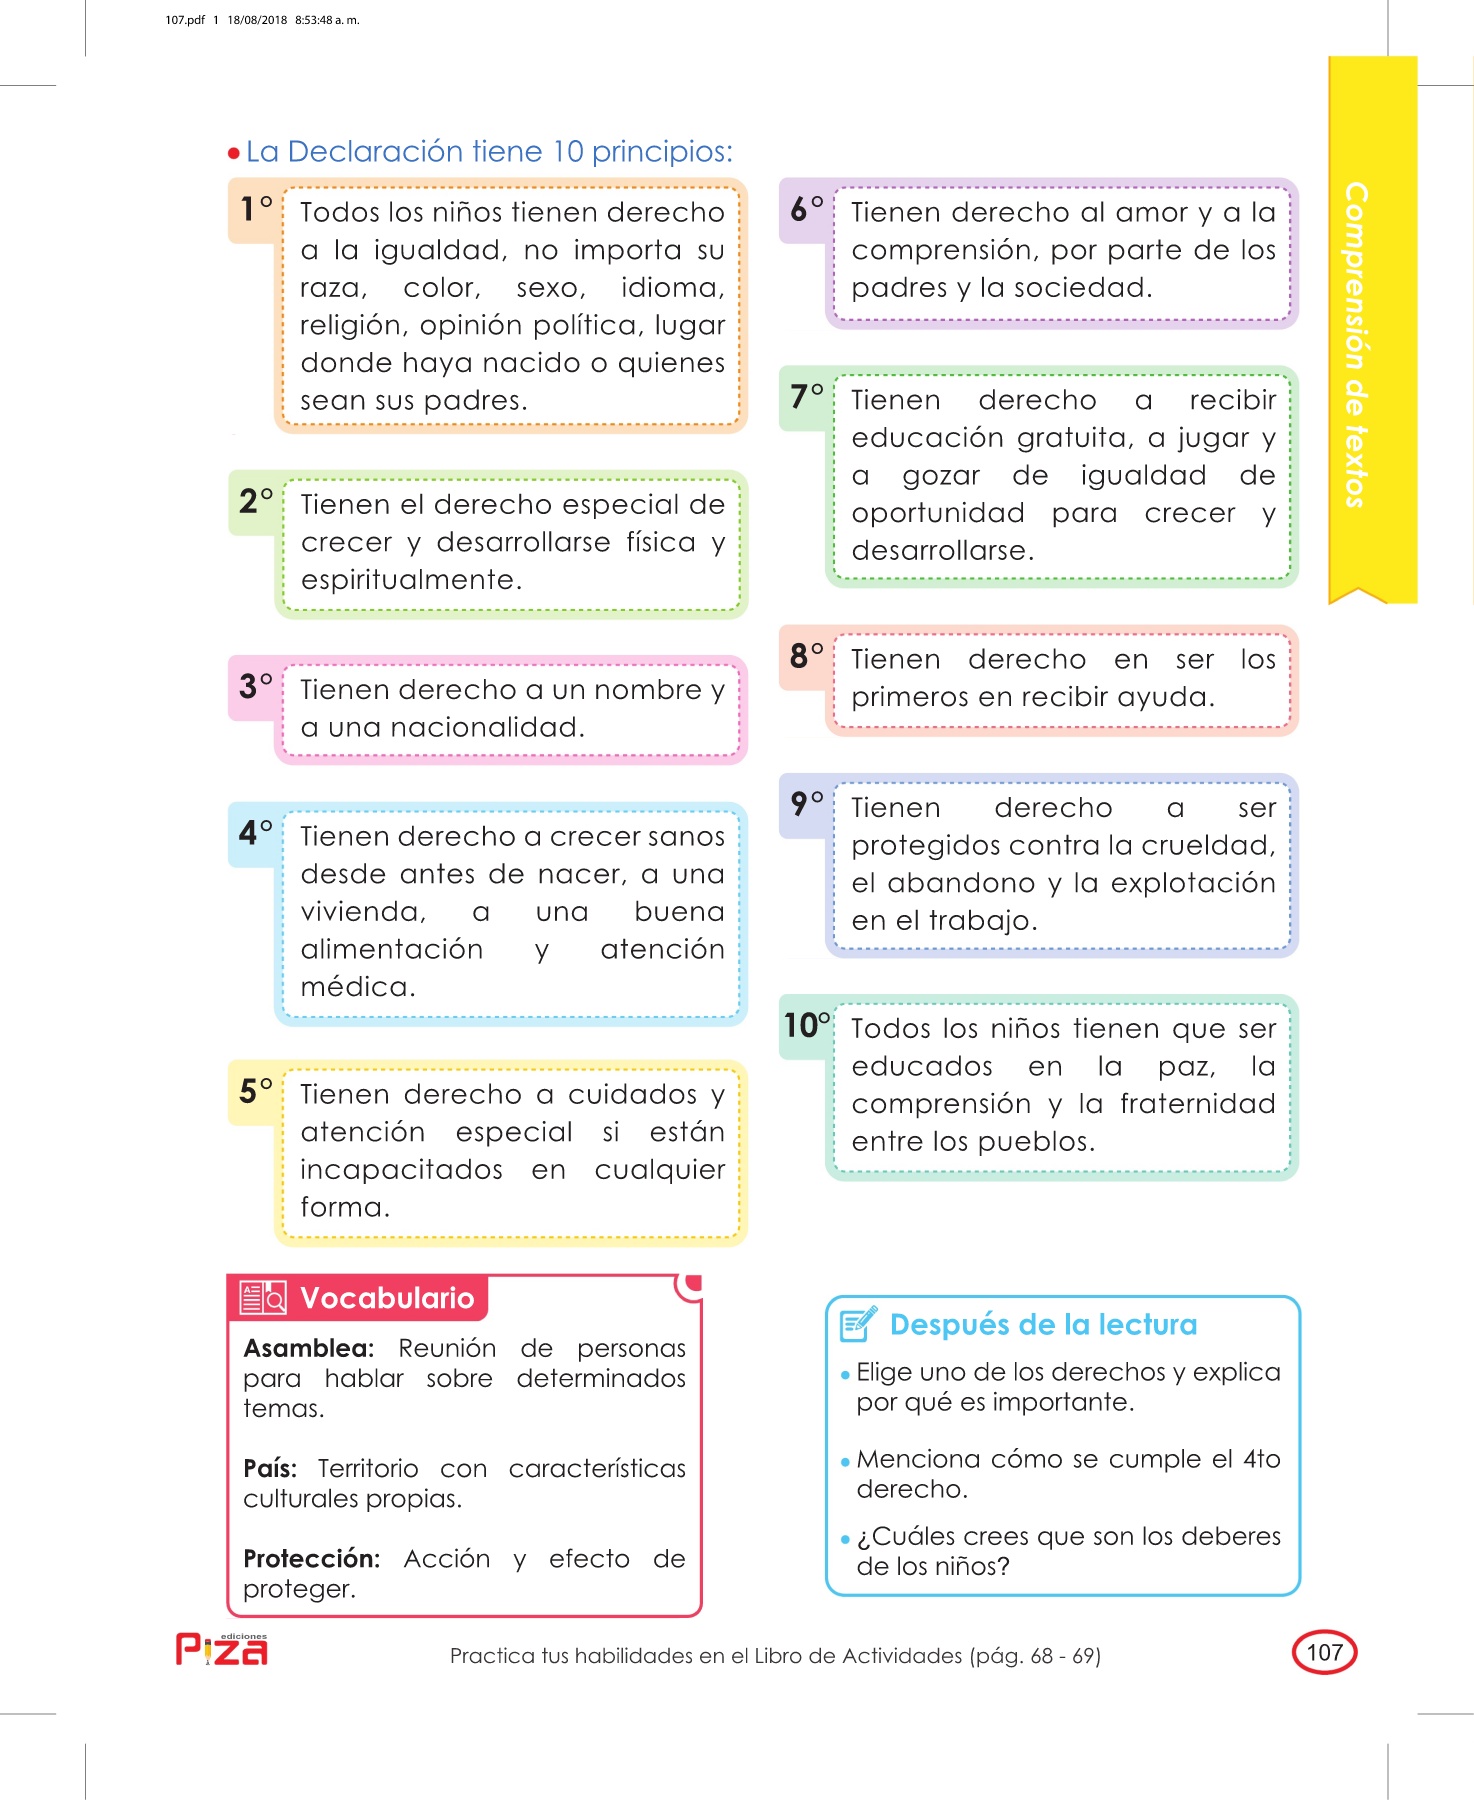 107.pdf 1 18/08/2018 8:53:48 a. m.
• La Declaración tiene 10 principios:
1° Todos los niños tienen derecho
a la igualdad, no importa su
raza, color, sexo, idioma,
religión, opinión política, lugar
donde haya nacido o quienes
sean sus padres.
2° Tienen el derecho especial de
crecer y desarrollarse física y
espiritualmente.
3° Tienen derecho a un nombre y
a una nacionalidad.
4° Tienen derecho a crecer sanos
desde antes de nacer, a una
vivienda, a una buena
alimentación y atención
médica.
5° Tienen derecho a cuidados y
atención especial si están
incapacitados en cualquier
forma.
6° Tienen derecho al amor y a la
comprensión, por parte de los
padres y la sociedad.
7° Tienen derecho a recibir
educación gratuita, a jugar y
a gozar de igualdad de
oportunidad para crecer y
desarrollarse.
8° Tienen derecho en ser los
primeros en recibir ayuda.
9° Tienen derecho a ser
protegidos contra la crueldad,
el abandono y la explotación
en el trabajo.
10° Todos los niños tienen que ser
educados en la paz, la
comprensión y la fraternidad
entre los pueblos.
Comprensión de textos
Vocabulario
Asamblea: Reunión de personas
para hablar sobre determinados
temas.
País: Territorio con características
culturales propias.
Protección: Acción y efecto de
proteger.
Después de la lectura
• Elige uno de los derechos y explica
por qué es importante.
• Menciona cómo se cumple el 4to
derecho.
• ¿Cuáles crees que son los deberes
de los niños?
ediciones
Piza
Practica tus habilidades en el Libro de Actividades (pág. 68 - 69)
107